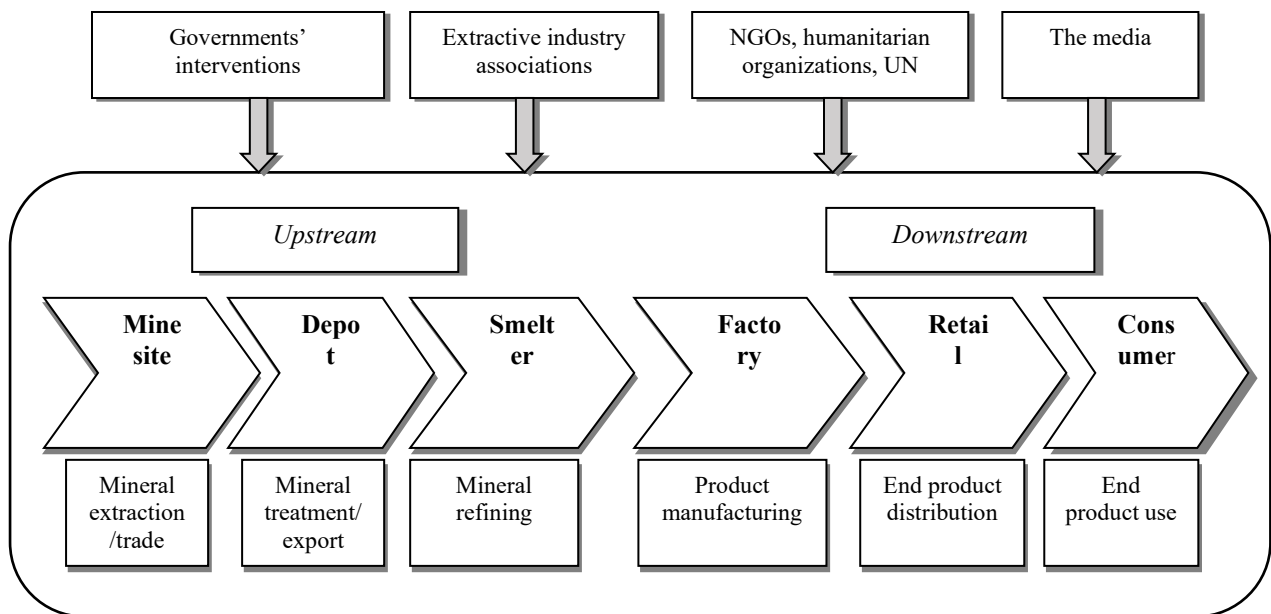 Governments’
interventions
Extractive industry
associations
NGOs, humanitarian
organizations, UN
The media
Upstream
Downstream
Mine
site
Depo
t
Smelt
er
Facto
ry
Retai
l
Cons
umer
Mineral
extraction
/trade
Mineral
treatment/
export
Mineral
refining
Product
manufacturing
End product
distribution
End
product use